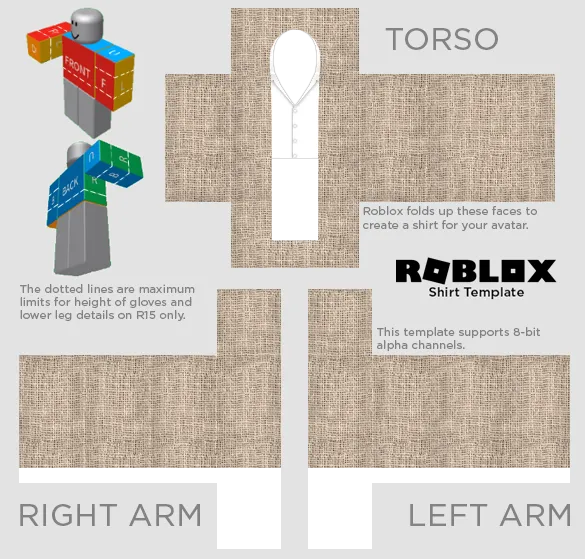 TORSO
FRONT
F
L
U
R
D
U
R
B
BACK
R
B
Roblox folds up these faces to
create a shirt for your avatar.
ROBLOX
Shirt Template
The dotted lines are maximum
limits for height of gloves and
lower leg details on R15 only.
This template supports 8-bit
alpha channels.
RIGHT ARM
LEFT ARM